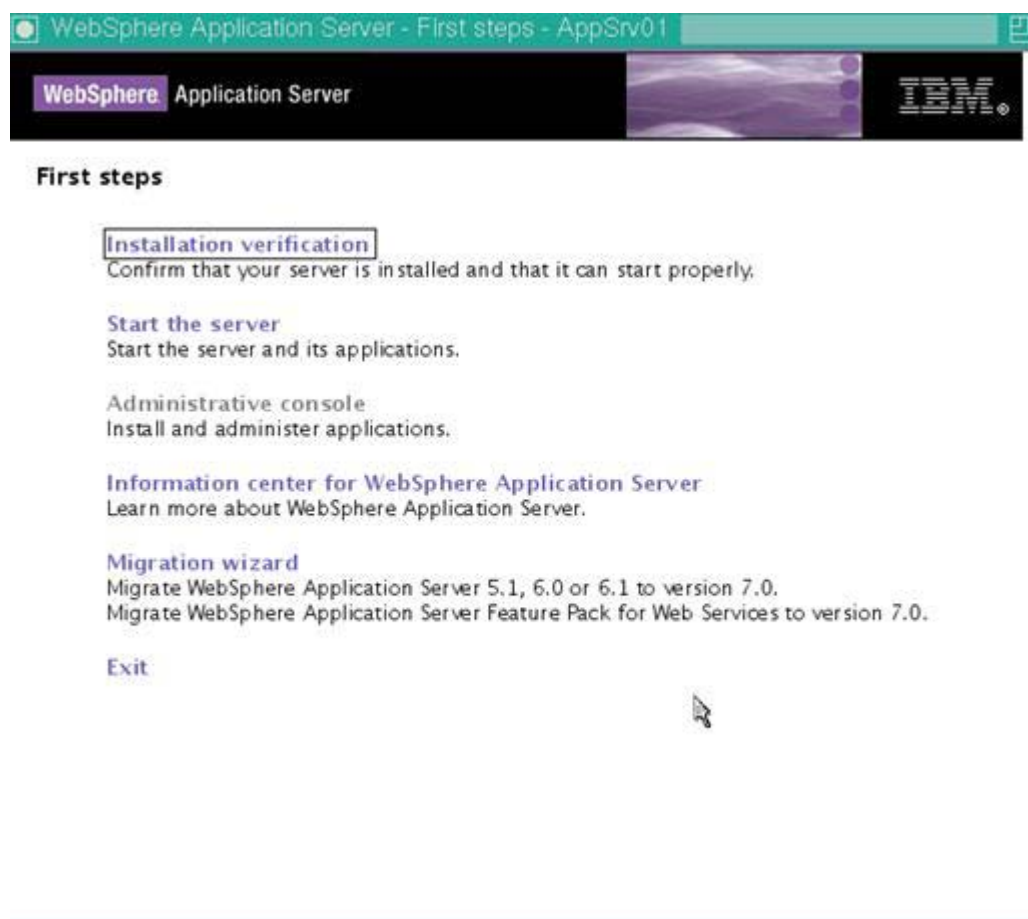 WebSphere Application Server - First steps - AppSrv01
WebSphere. Application Server
IBM®
First steps
Installation verification
Confirm that your server is installed and that it can start properly.
Start the server
Start the server and its applications.
Administrative console
Install and administer applications.
Information center for WebSphere Application Server
Learn more about WebSphere Application Server.
Migration wizard
Migrate WebSphere Application Server 5.1, 6.0 or 6.1 to version 7.0.
Migrate WebSphere Application Server Feature Pack for Web Services to version 7.0.
Exit